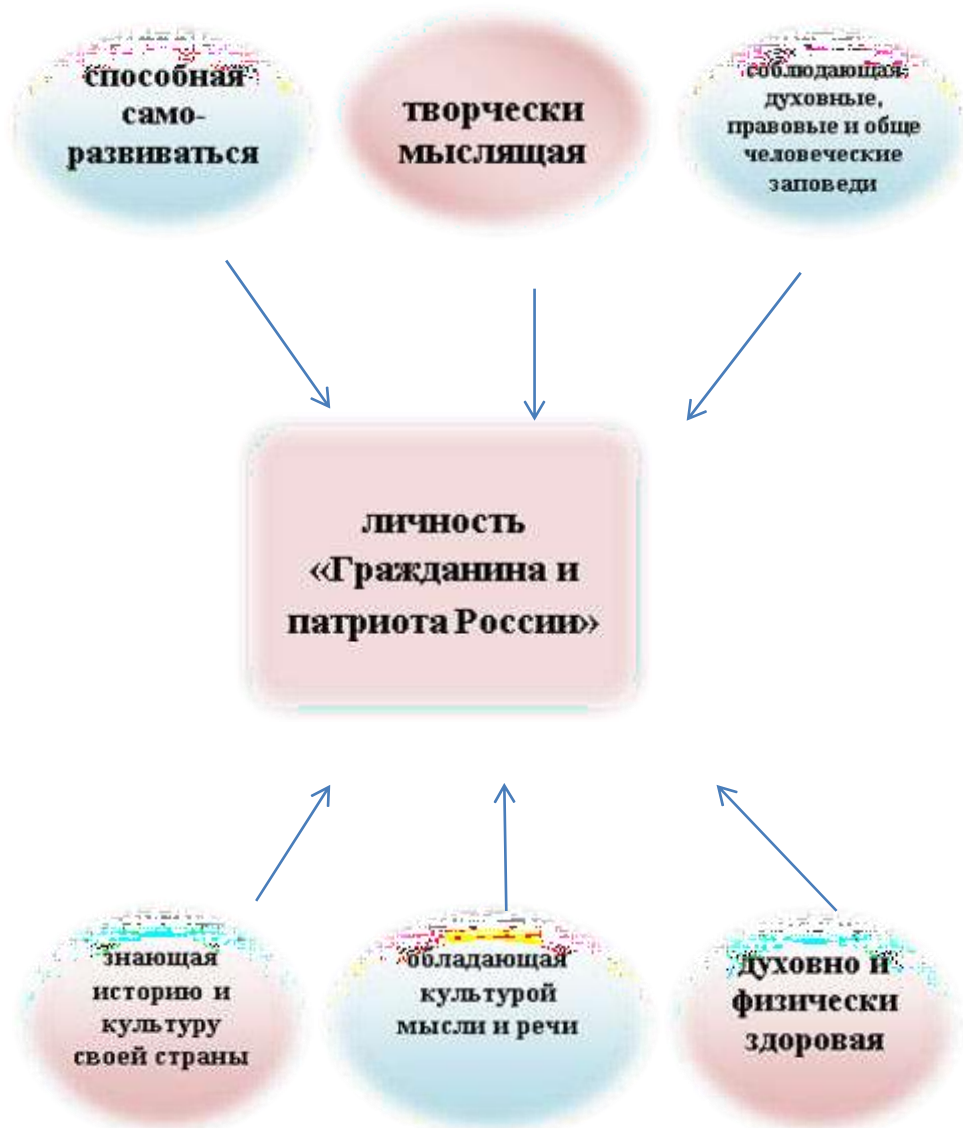 способная
само-
развиваться
творчески
мыслящая
соблюдающая
духовные,
правовые и обще
человеческие
заповеди
личность
«Гражданина и
патриота России»
знающая
историю и
культуру
своей страны
обладающая
культурой
мысли и речи
духовно и
физически
здоровая